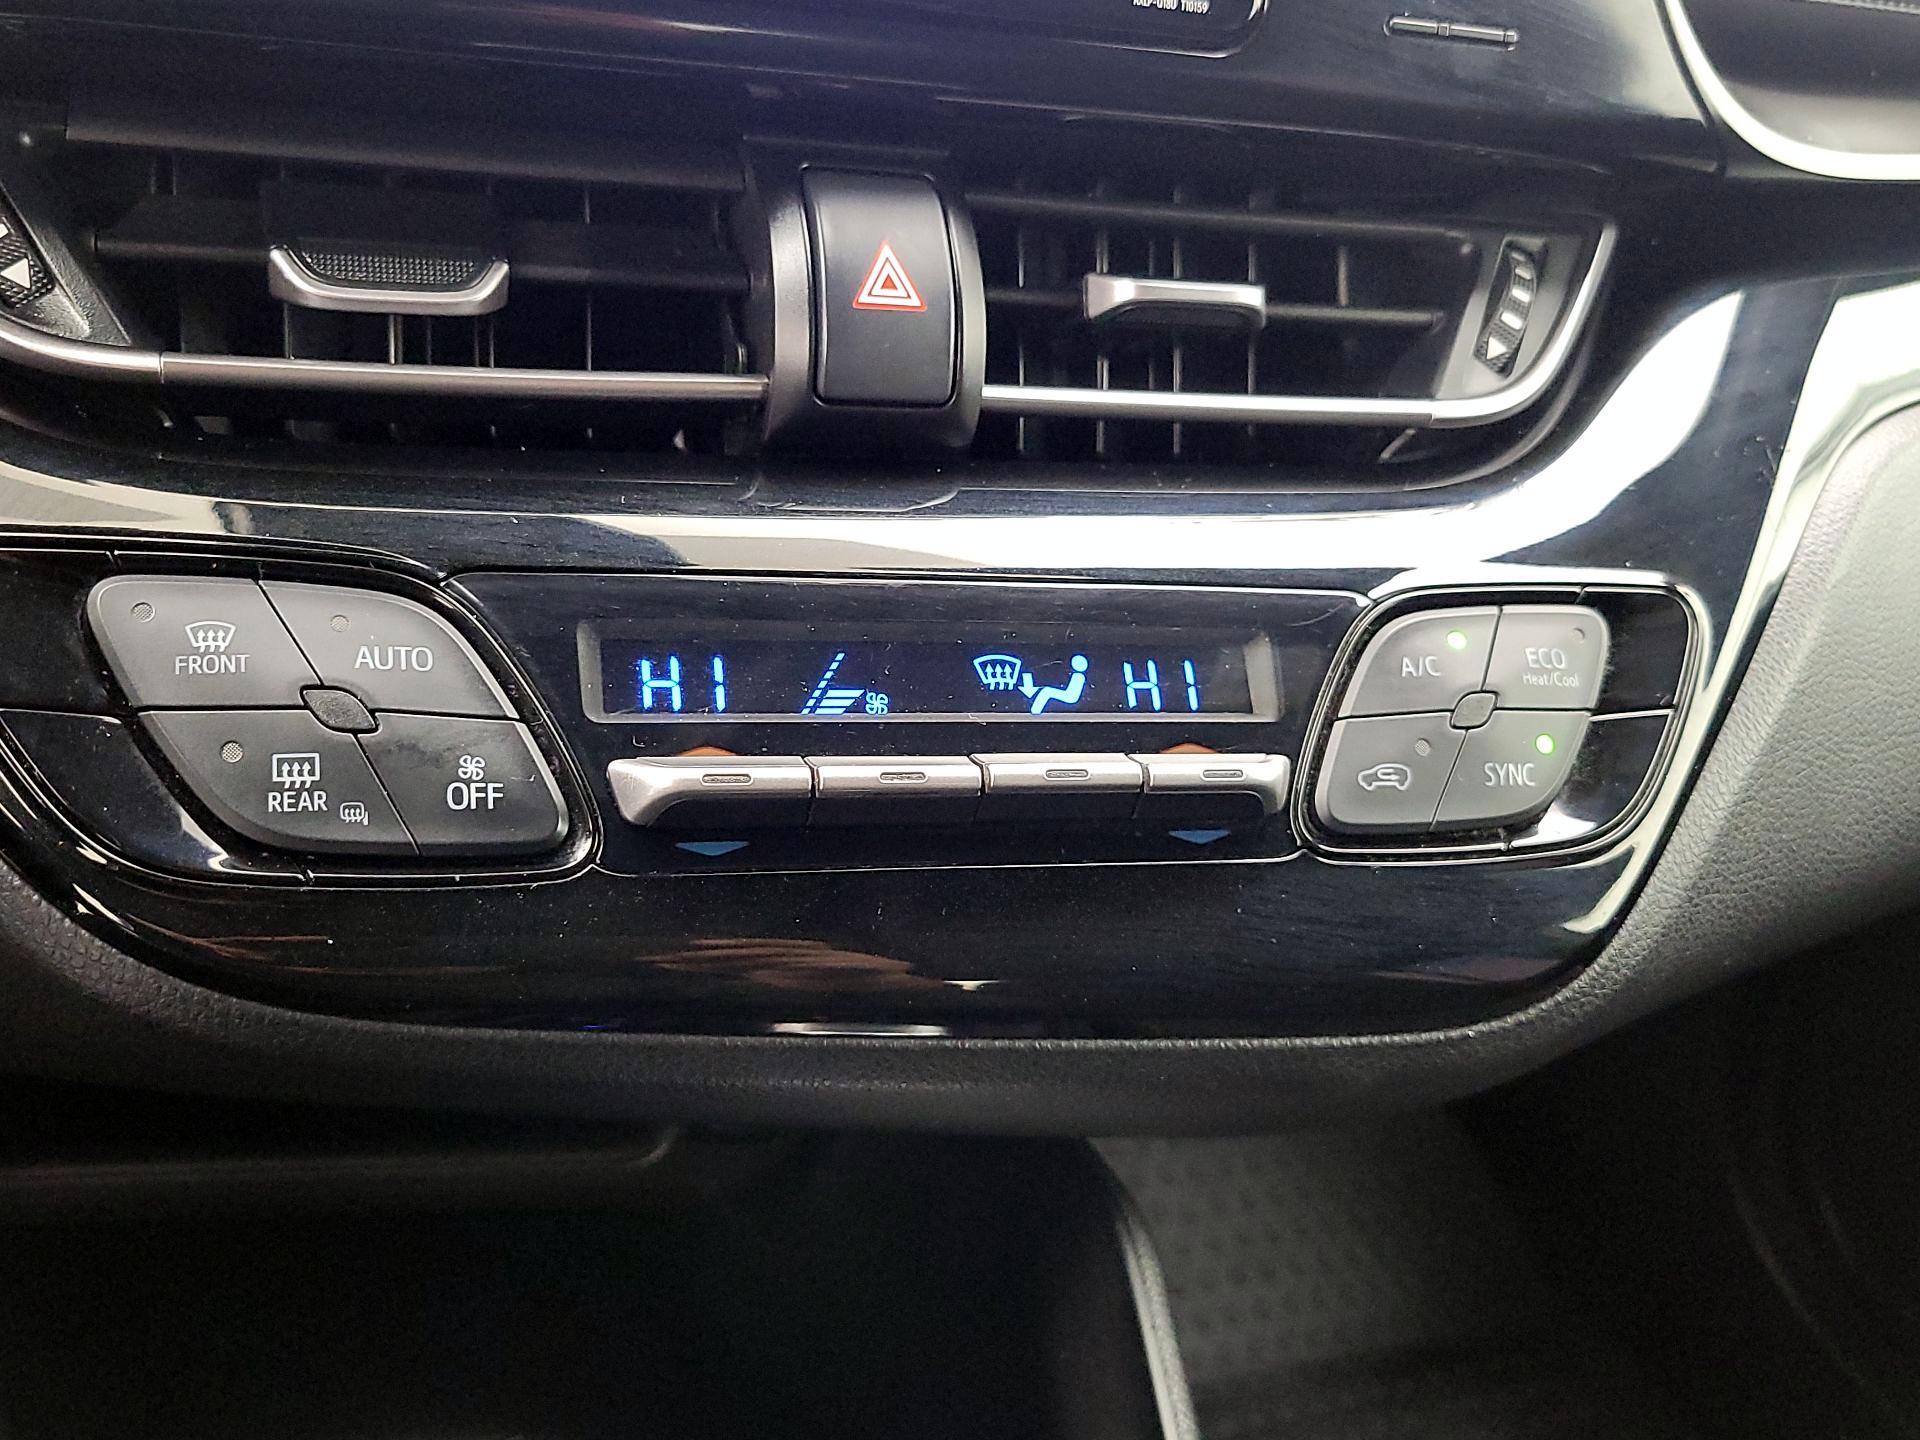 FRONT
AUTO
REAR
OFF
HI
HI
A/C
ECO
Heat/Cool
SYNC